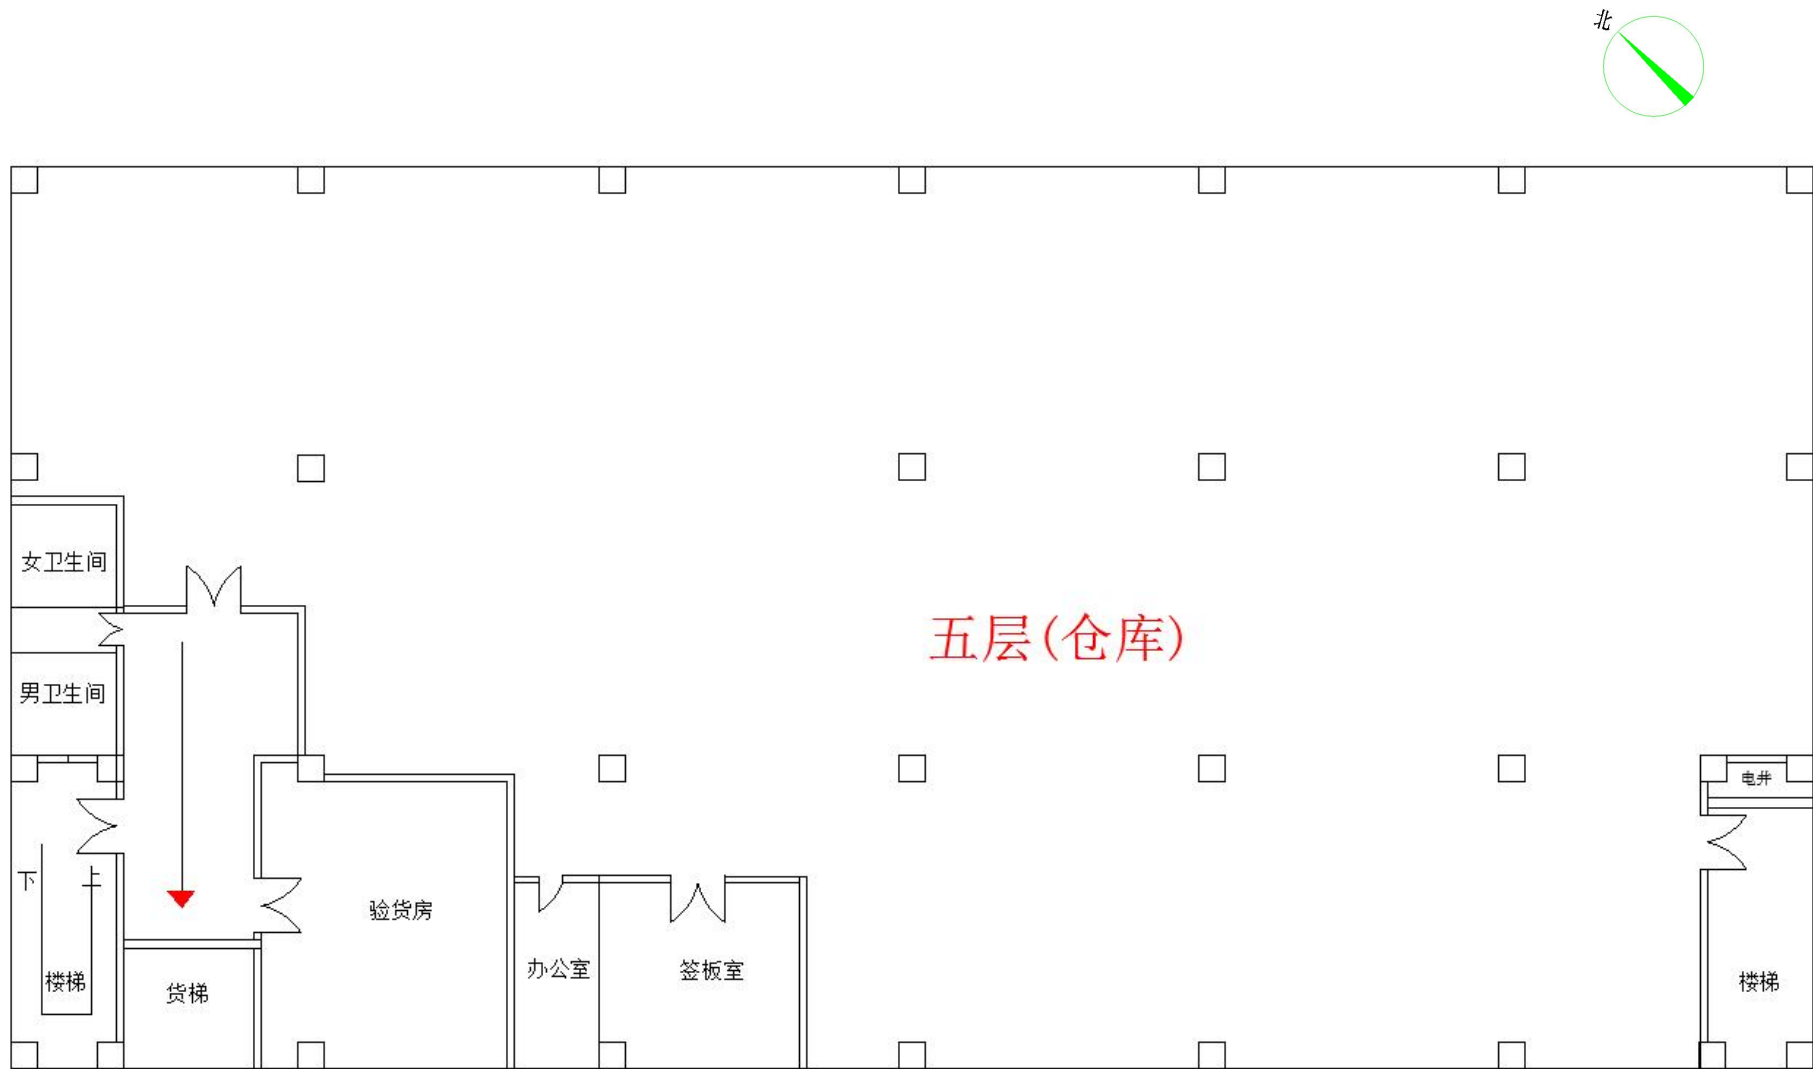 北
女卫生间
五层(仓库)
男卫生间
电井
下
上
验货房
办公室
签板室
楼梯
货梯
楼梯